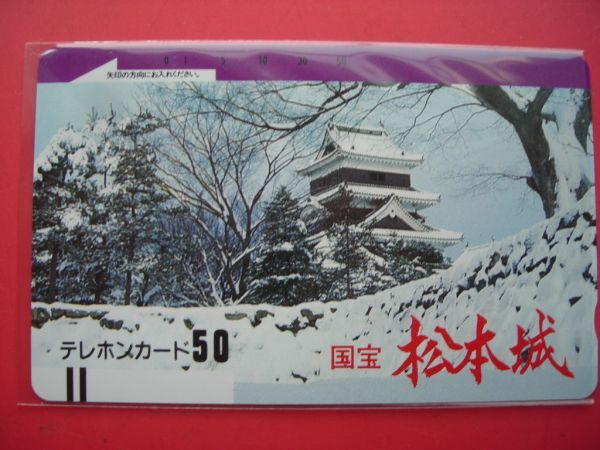 0 1 5 10 30 50
矢印の方向にお入れください。
テレホンカード50
国宝 松本城